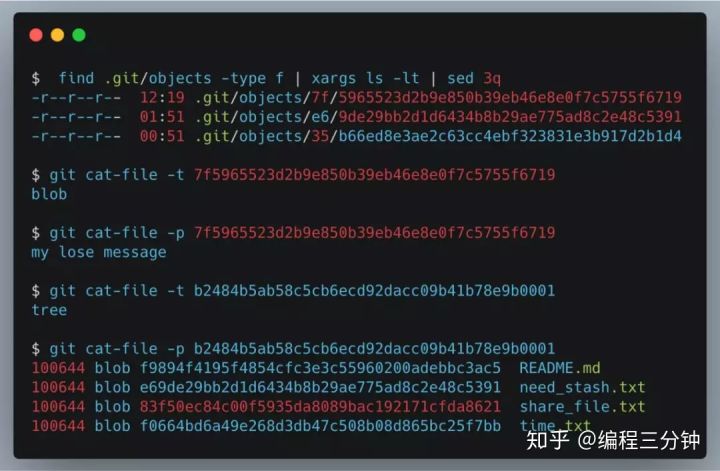 $  find .git/objects -type f | xargs ls -lt | sed 3q
-r--r--r--  12:19 .git/objects/7f/5965523d2b9e850b39eb46e8e0f7c5755f6719
-r--r--r--  01:51 .git/objects/e6/9de29bb2d1d6434b8b29ae775ad8c2e48c5391
-r--r--r--  00:51 .git/objects/35/b66ed8e3ae2c63cc4ebf323831e3b917d2b1d4
$ git cat-file -t 7f5965523d2b9e850b39eb46e8e0f7c5755f6719
blob
$ git cat-file -p 7f5965523d2b9e850b39eb46e8e0f7c5755f6719
my lose message
$ git cat-file -t b2484b5ab58c5cb6ecd92dacc09b41b78e9b0001
tree
$ git cat-file -p b2484b5ab58c5cb6ecd92dacc09b41b78e9b0001
100644 blob f9894f4195f4854cfc3e3c55960200adebbc3ac5  README.md
100644 blob e69de29bb2d1d6434b8b29ae775ad8c2e48c5391  need_stash.txt
100644 blob 83f50ec84c00f5935da8089bac192171cfda8621  share_file.txt
100644 blob f0664bd6a49e268d3db47c508b08d865bc25f7bb  time.txt
知乎 @编程三分钟